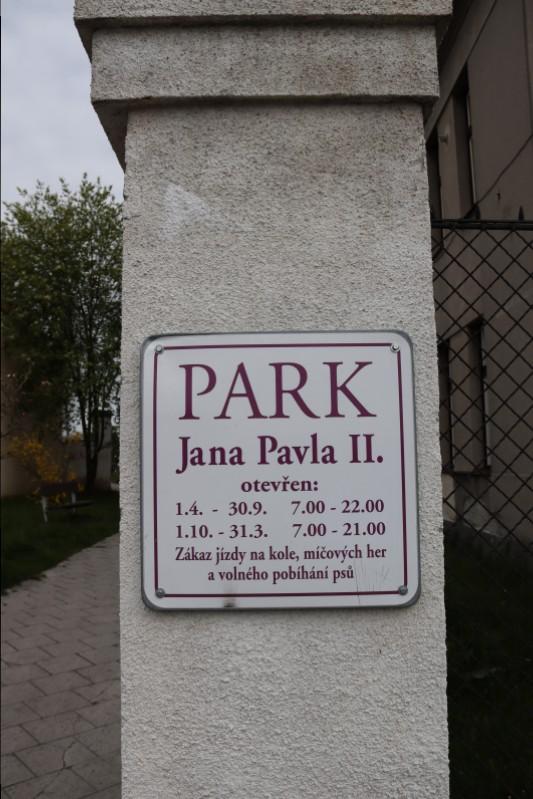 PARK
Jana Pavla II.
otevřen:
1.4. - 30.9. 7.00 - 22.00
1.10. - 31.3. 7.00 - 21.00
Zákaz jízdy na kole, míčových her
a volného pobíhání psů